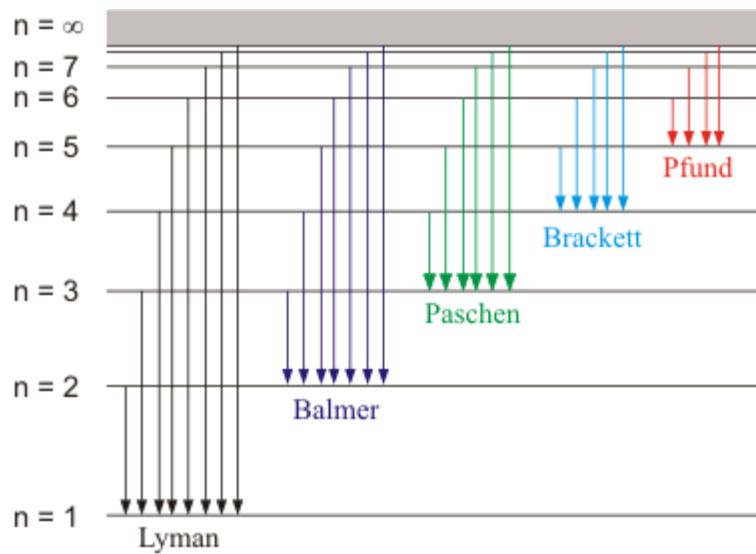 n = ∞
n = 7
n = 6
n = 5
Pfund
n = 4
Brackett
n = 3
Paschen
n = 2
Balmer
n = 1
Lyman